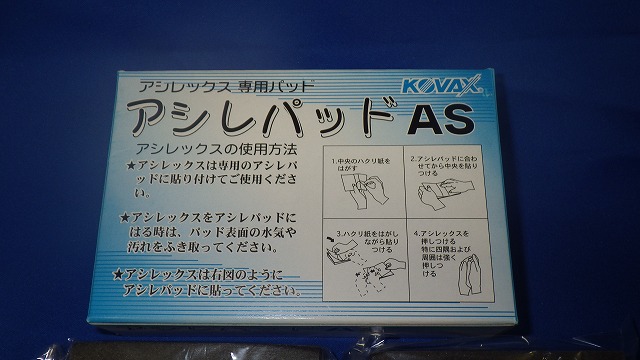 アシレックス 専用パッド
KOVAX
アシレパッド AS
アシレックスの使用方法
★アシレックスは専用のアシレパ
ッドに貼り付けてご使用くださ
い。
★アシレックスをアシレパッドに
はる時は、パッド表面の水気や
汚れをふき取ってください。
★アシレックスは右図のように
アシレパッドに貼ってください。
1.中央のハクリ紙を
はがす
2.アシレパッドに合わ
せてから中央を貼り
つける
3.ハクリ紙をはがし
ながら貼り
つける
4.アシレックスを
押しつける
特に四隅および
周囲は強く
押しつ
ける